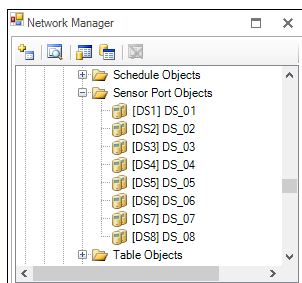 Network Manager
Schedule Objects
Sensor Port Objects
[DS1] DS_01
[DS2] DS_02
[DS3] DS_03
[DS4] DS_04
[DS5] DS_05
[DS6] DS_06
[DS7] DS_07
[DS8] DS_08
Table Objects